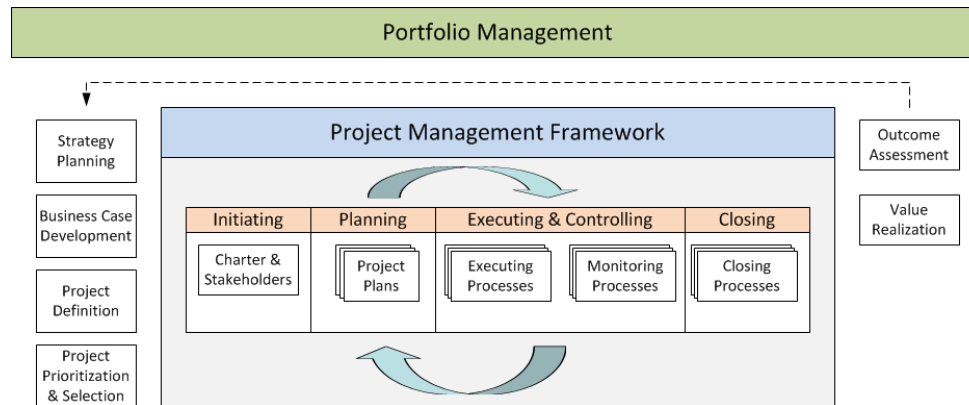 Portfolio Management
Strategy
Planning
Business Case
Development
Project
Definition
Project
Prioritization
& Selection
Project Management Framework
Initiating
Planning
Executing & Controlling
Closing
Charter &
Stakeholders
Project
Plans
Executing
Processes
Monitoring
Processes
Closing
Processes
Outcome
Assessment
Value
Realization